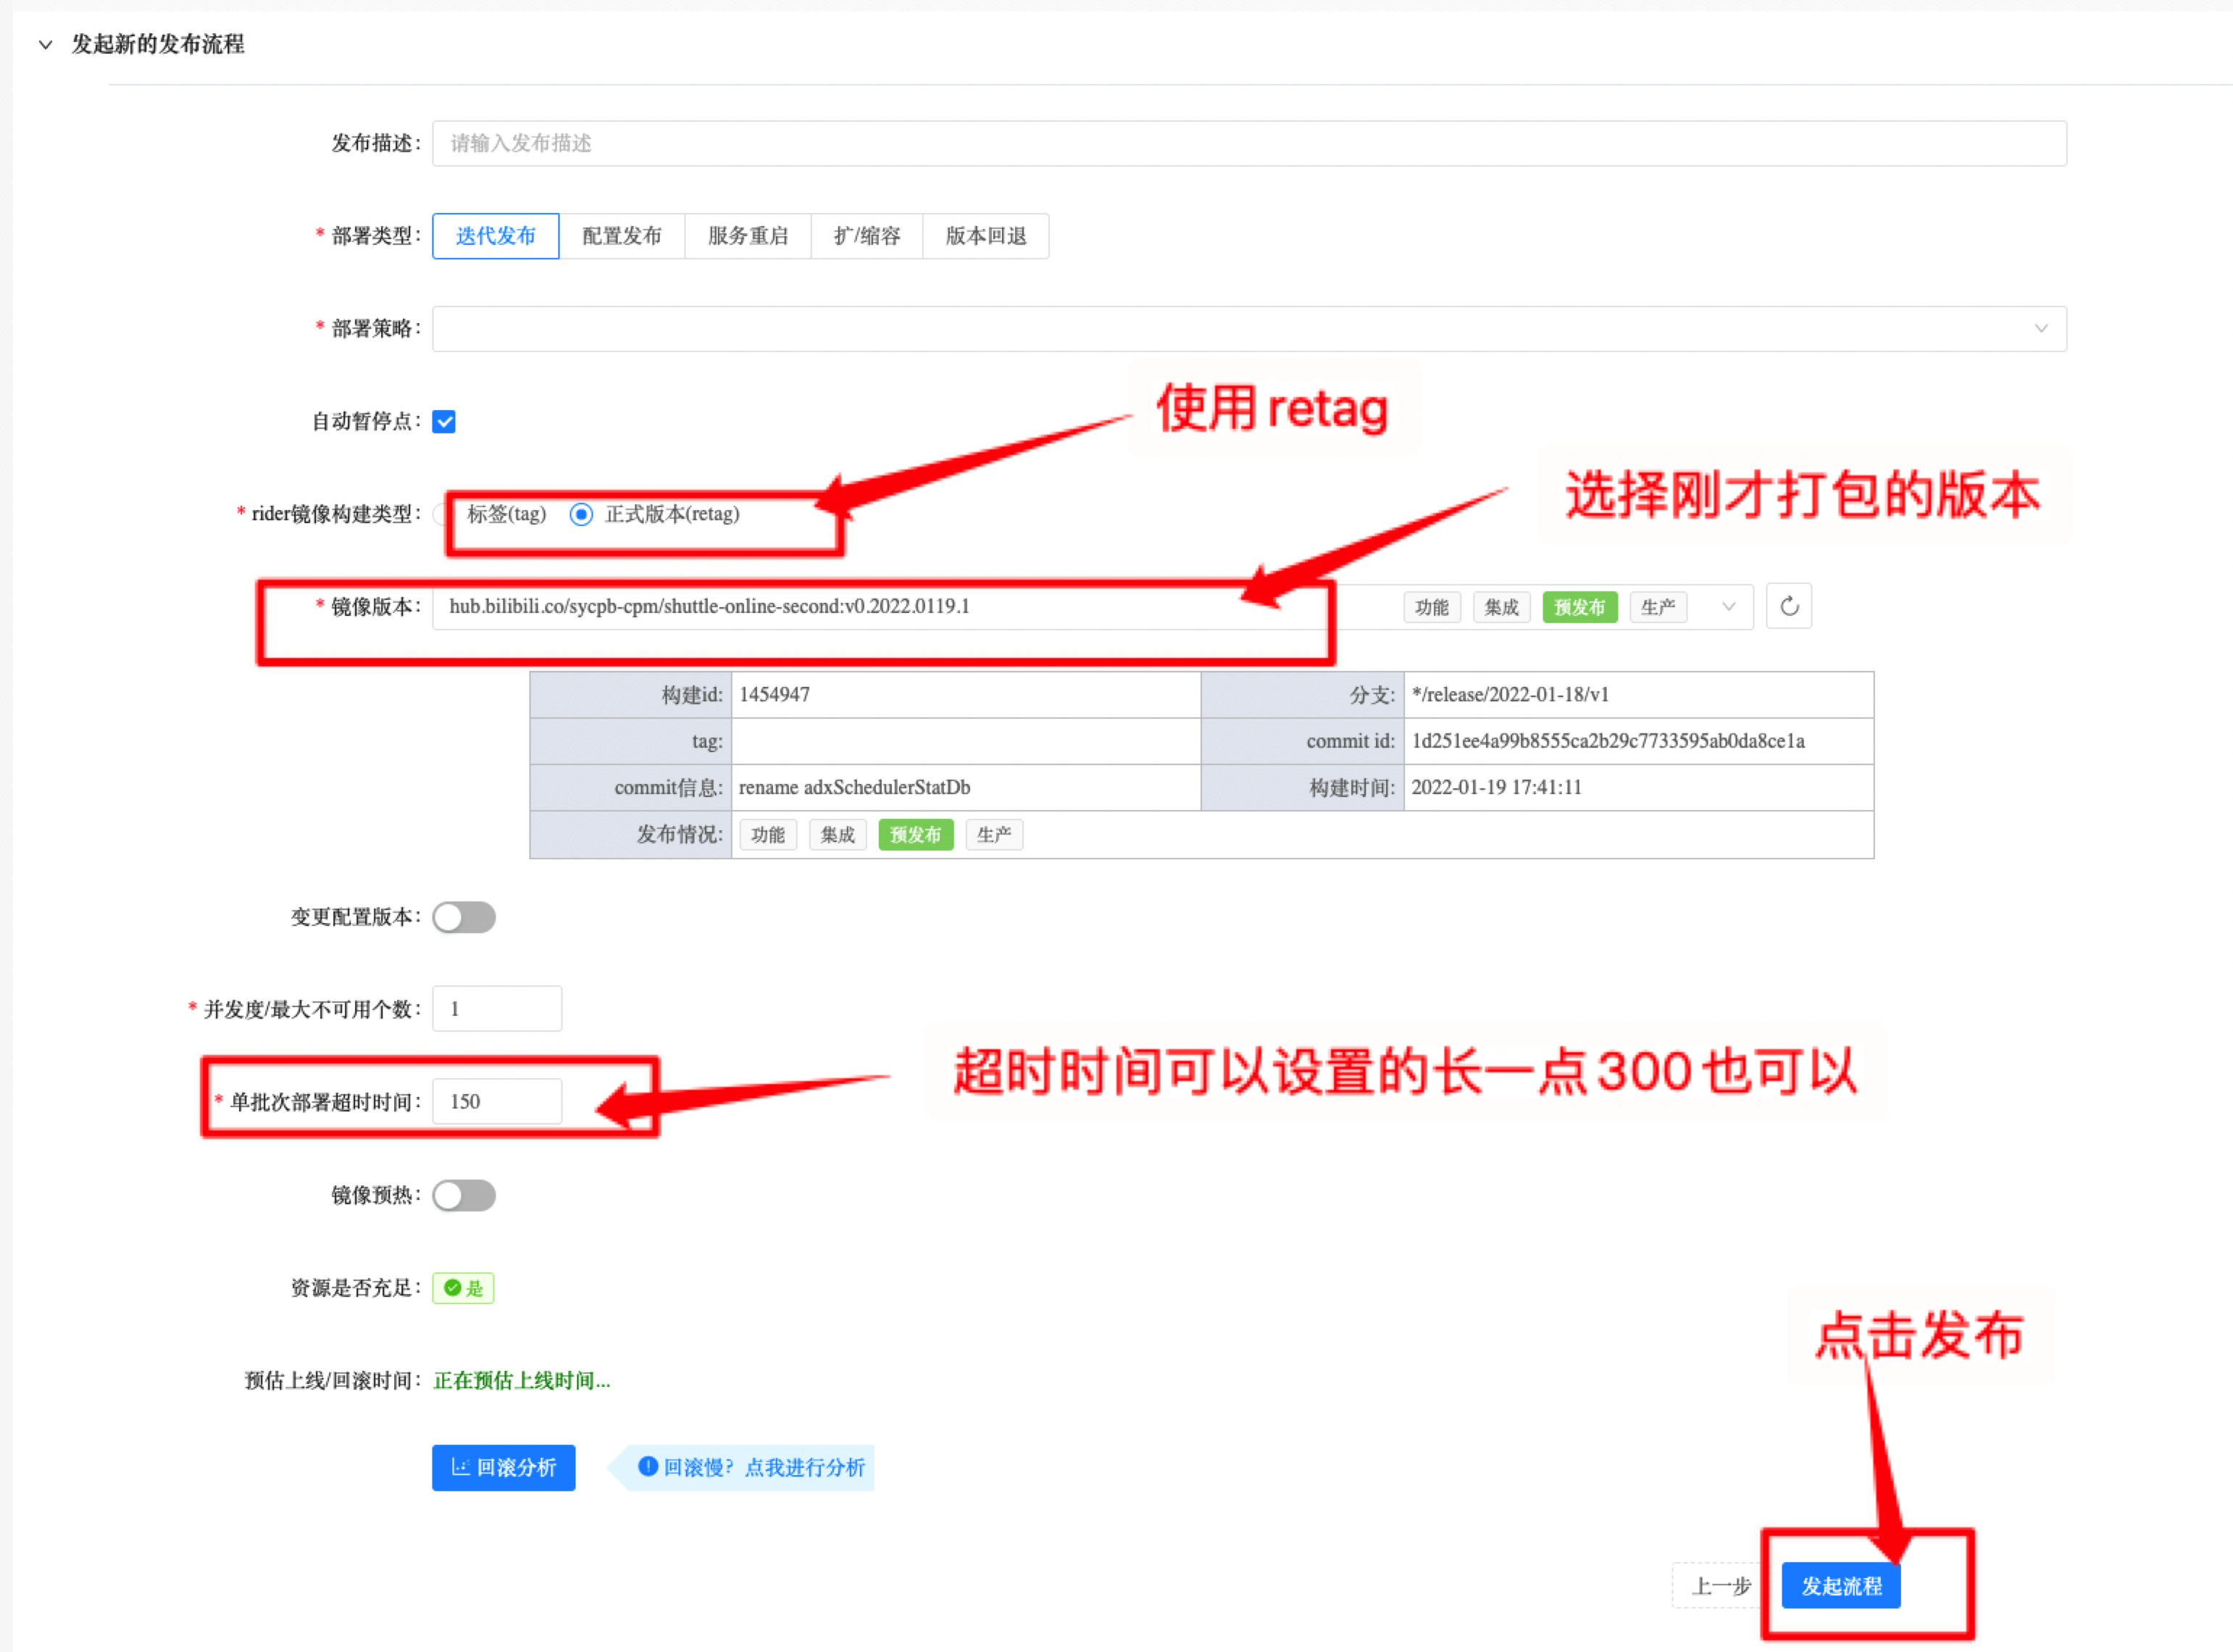 发起新的发布流程
发布描述: 请输入发布描述
* 部署类型: 迭代发布 配置发布 服务重启 扩/缩容 版本回退
* 部署策略:
使用retag
自动暂停点:
选择刚才打包的版本
* rider镜像构建类型: 标签(tag) 正式版本(retag)
* 镜像版本: hub.bilibili.co/sycpb-cpm/shuttle-online-second:v0.2022.0119.1 功能 集成 预发布 生产
构建id: 1454947 分支: */release/2022-01-18/v1
tag: commit id: 1d251ee4a99b8555ca2b29c7733595ab0da8ce1a
commit信息: rename adxSchedulerStatDb 构建时间: 2022-01-19 17:41:11
发布情况: 功能 集成 预发布 生产
变更配置版本:
* 并发度/最大不可用个数: 1
超时时间可以设置的长一点300也可以
* 单批次部署超时时间: 150
镜像预热:
资源是否充足: 是
点击发布
预估上线/回滚时间: 正在预估上线时间...
回滚分析 回滚慢? 点我进行分析
上一步 发起流程